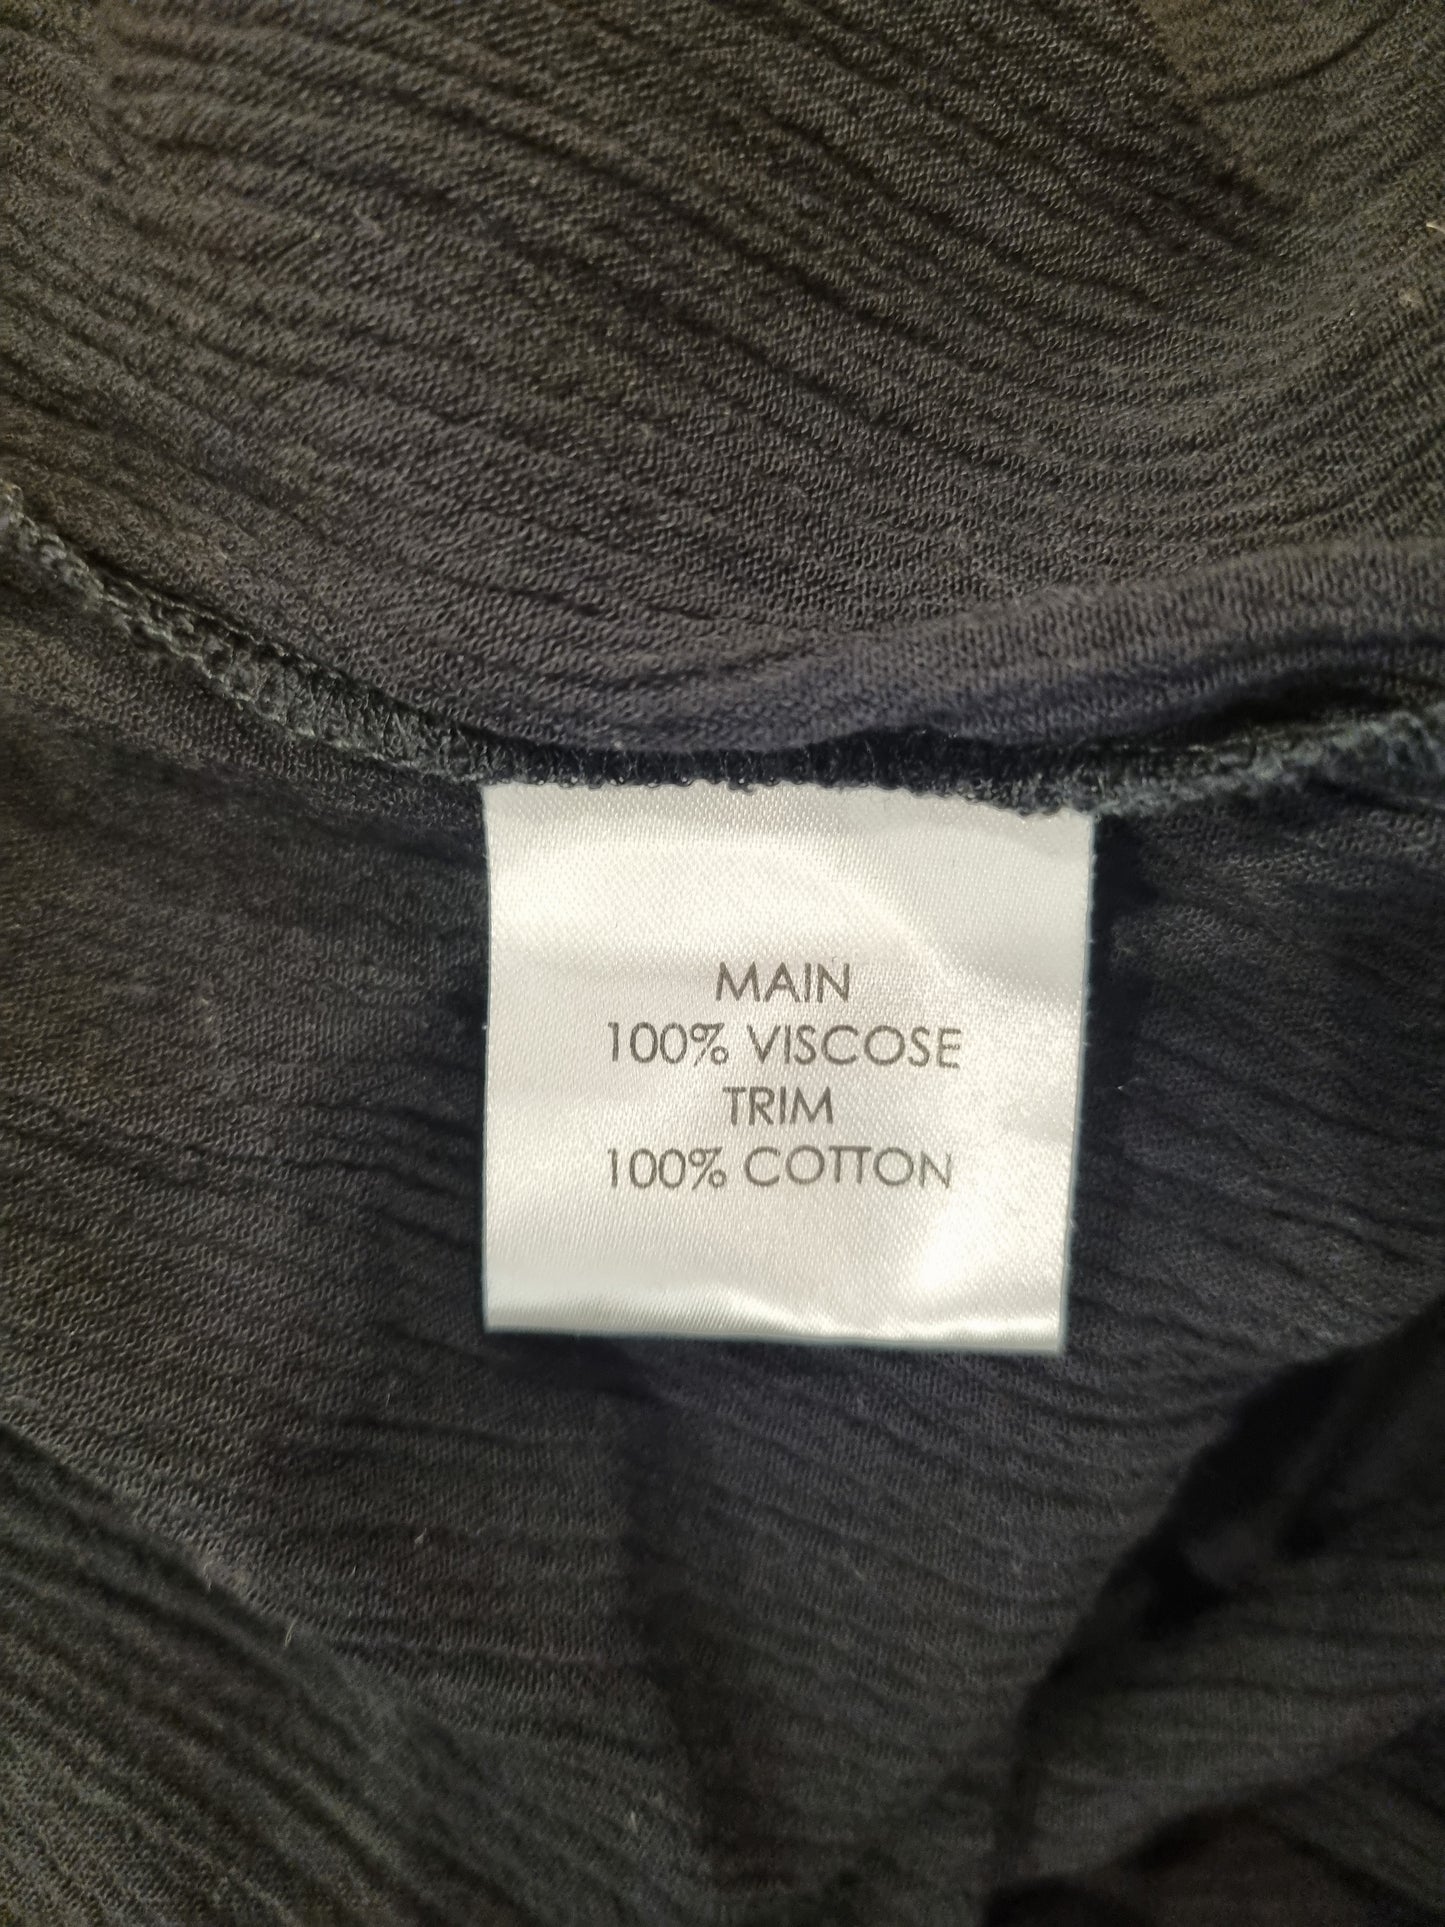 MAIN
100% VISCOSE
TRIM
100% COTTON